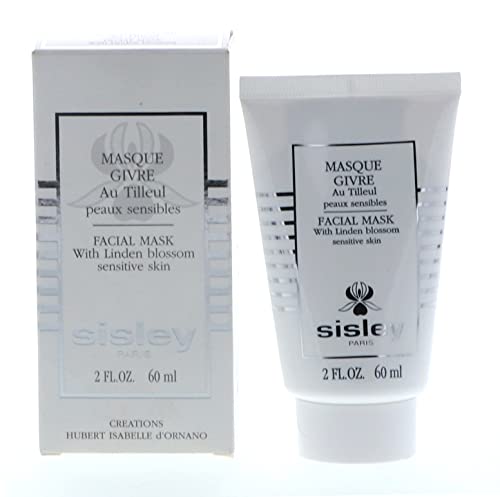 MASQUE
GIVRE
Au Tilleul
peaux sensibles
FACIAL MASK
With Linden blossom
sensitive skin
sisley
PARIS
2 FL.OZ. 60 ml
CREATIONS
HUBERT ISABELLE d'ORNANO
MASQUE
GIVRE
Au Tilleul
peaux sensibles
FACIAL MASK
With Linden blossom
sensitive skin
sisley
PARIS
2 FL.OZ. 60 ml